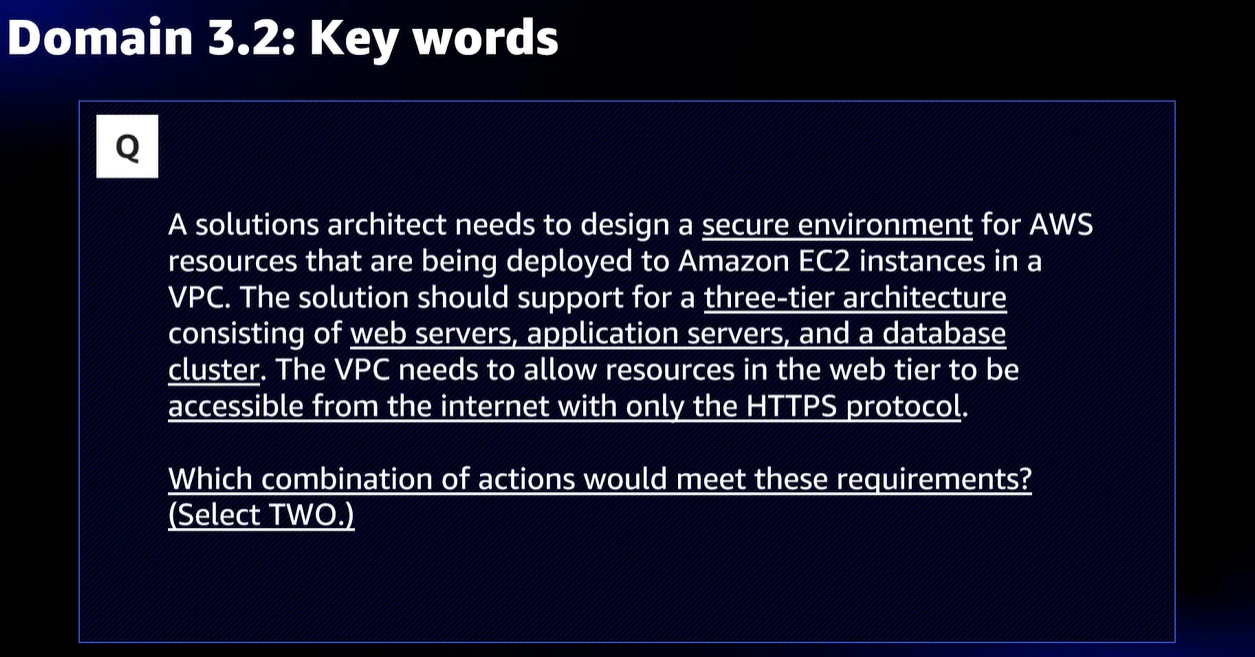 Domain 3.2: Key words
Q
A solutions architect needs to design a secure environment for AWS
resources that are being deployed to Amazon EC2 instances in a
VPC. The solution should support for a three-tier architecture
consisting of web servers, application servers, and a database
cluster. The VPC needs to allow resources in the web tier to be
accessible from the internet with only the HTTPS protocol.
Which combination of actions would meet these requirements?
(Select TWO.)